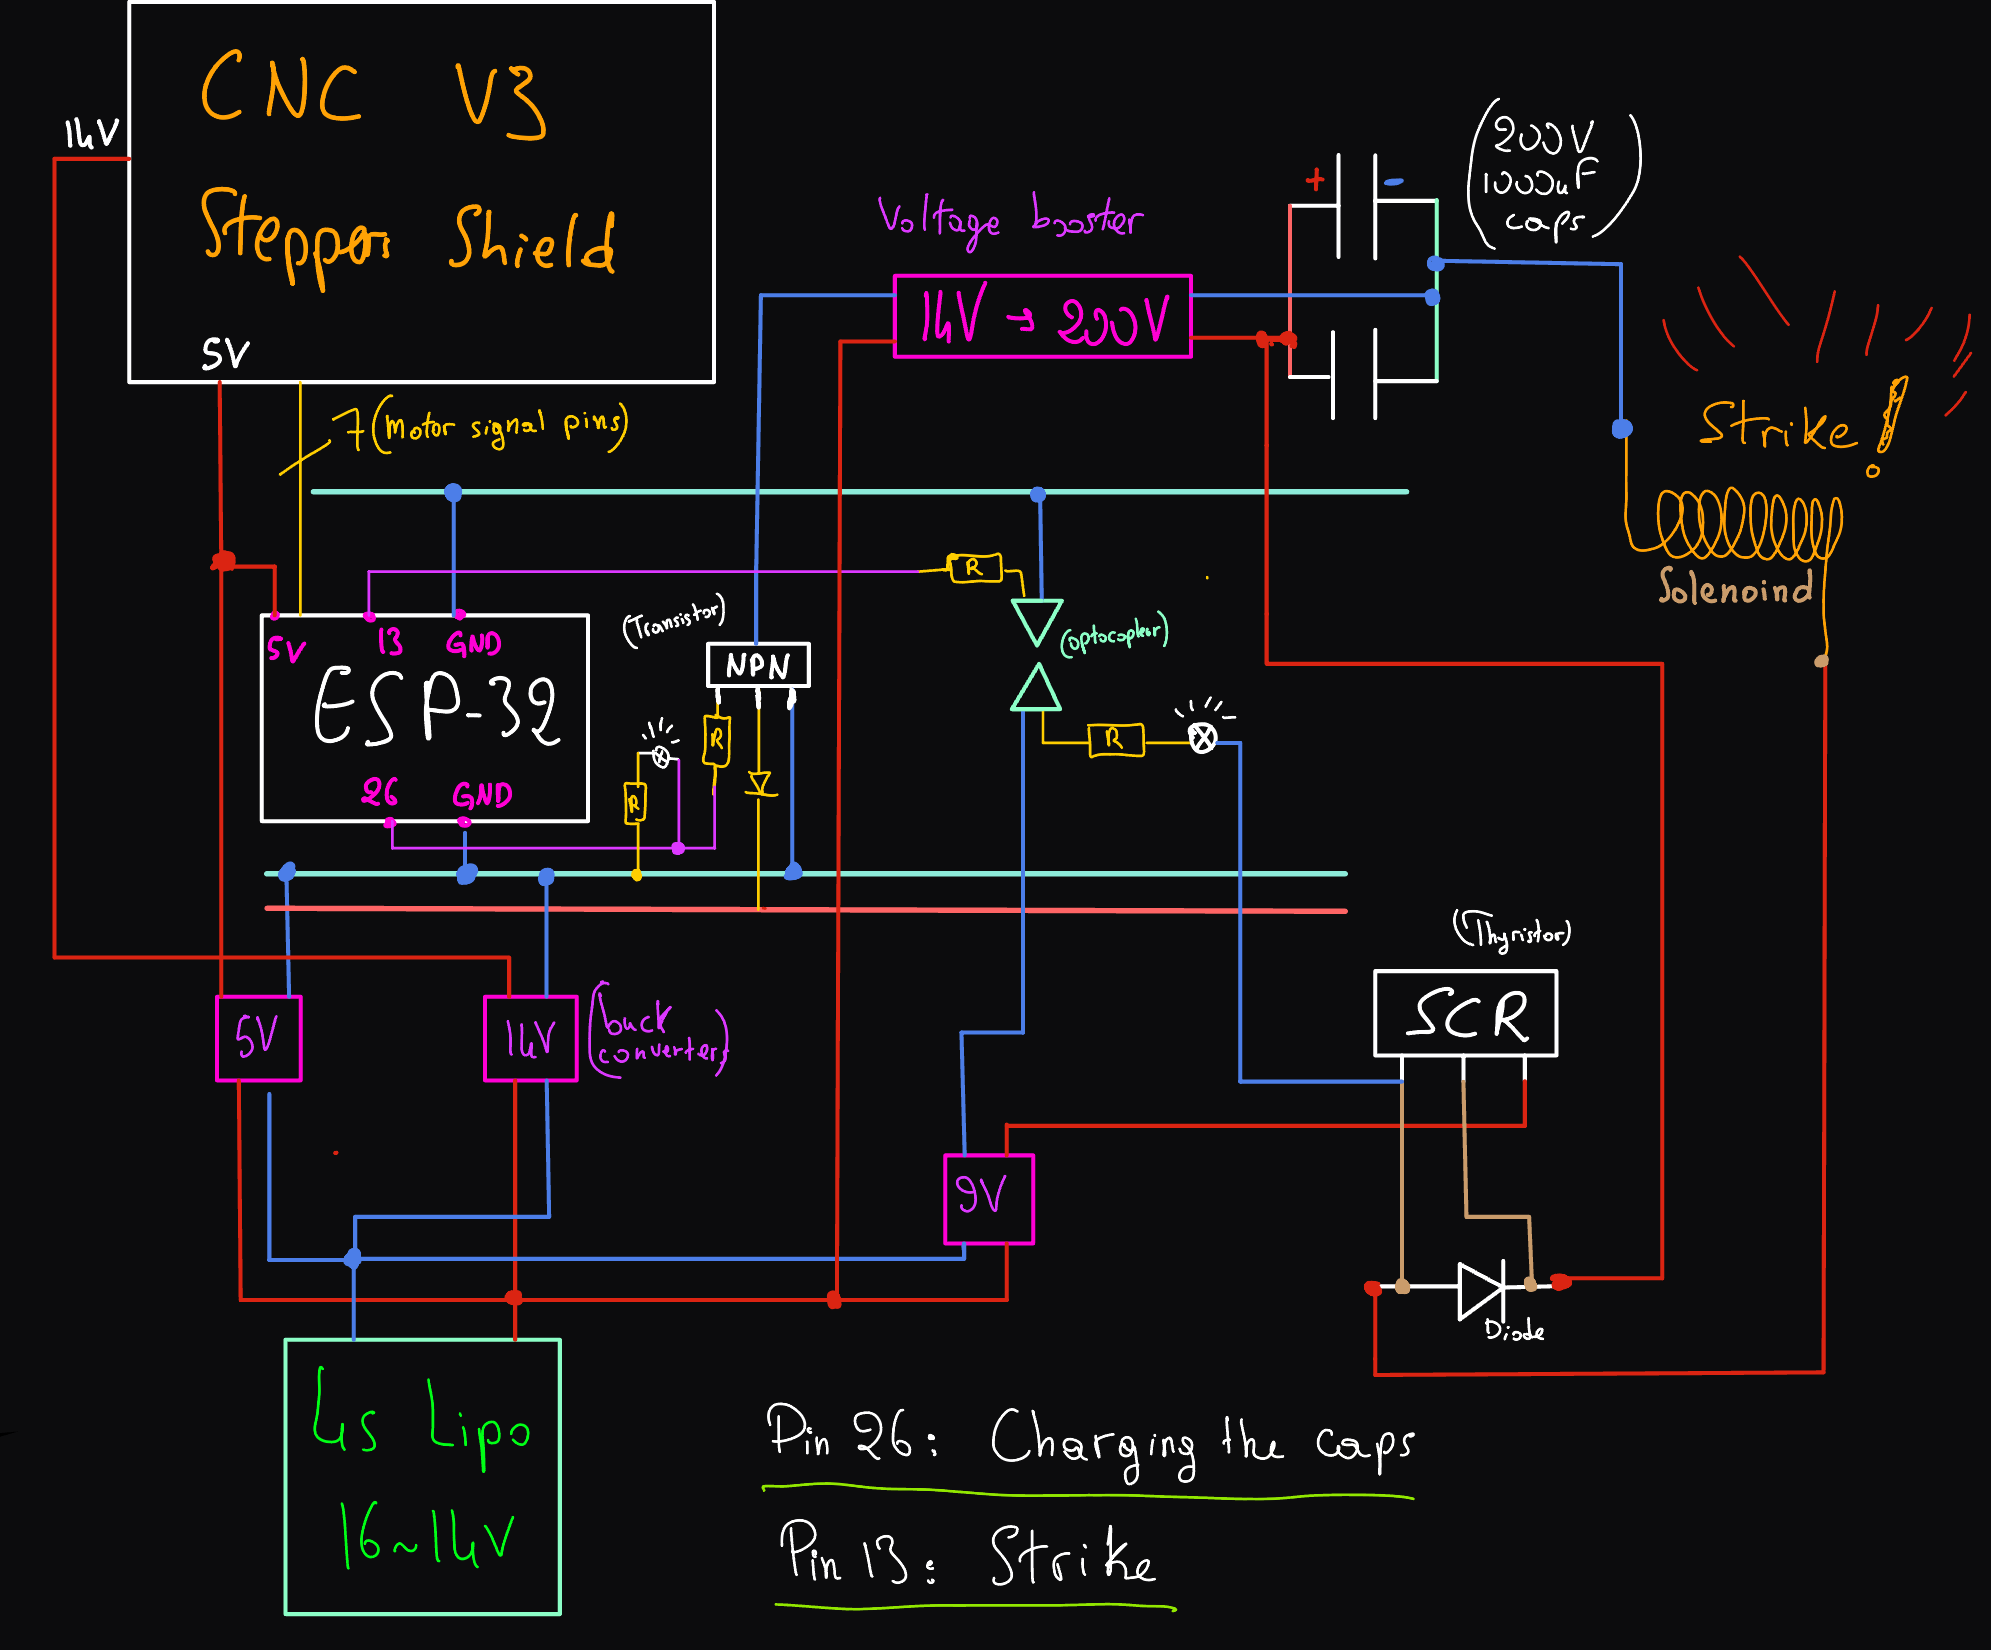 CNC V3
Stepper Shield
14V
5V
7 (Motor signal pins)
Voltage booster
14V → 200V
+
-
(200V
1000uF
caps)
Strike!
Solenoind
R
(optocopleur)
R
5V
13
GND
ESP-32
26
GND
(Transistor)
NPN
R
R
5V
14V
(buck
converters)
9V
(Thyristor)
SCR
Diode
4s Lipo
16~14V
Pin 26: Charging the caps
Pin 13: Strike